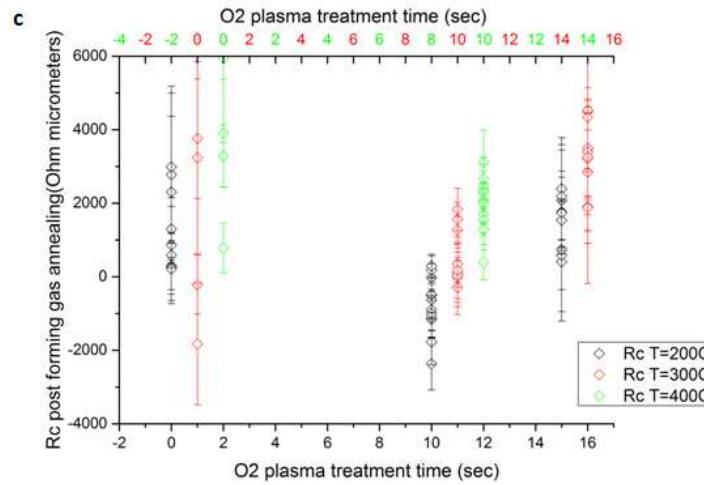 c
O2 plasma treatment time (sec)
-4 -2 -2 0 0 2 2 4 4 6 6 8 8 10 10 12 12 14 14 16
6000
4000
2000
0
-2000
-4000
Rc post forming gas annealing(Ohm micrometers)
Rc T=200C
Rc T=300C
Rc T=400C
-2 0 2 4 6 8 10 12 14 16
O2 plasma treatment time (sec)